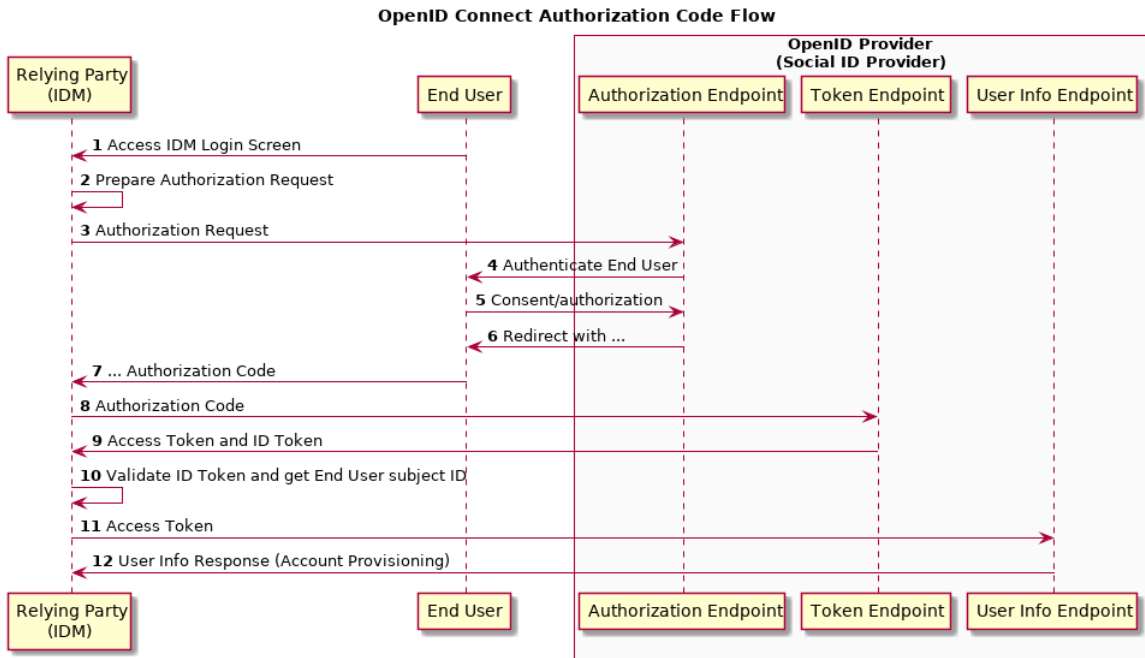 OpenID Connect Authorization Code Flow
OpenID Provider
(Social ID Provider)
Relying Party
(IDM)
End User
Authorization Endpoint
Token Endpoint
User Info Endpoint
1 Access IDM Login Screen
2 Prepare Authorization Request
3 Authorization Request
4 Authenticate End User
5 Consent/authorization
6 Redirect with ...
7 ... Authorization Code
8 Authorization Code
9 Access Token and ID Token
10 Validate ID Token and get End User subject ID
11 Access Token
12 User Info Response (Account Provisioning)
Relying Party
(IDM)
End User
Authorization Endpoint
Token Endpoint
User Info Endpoint